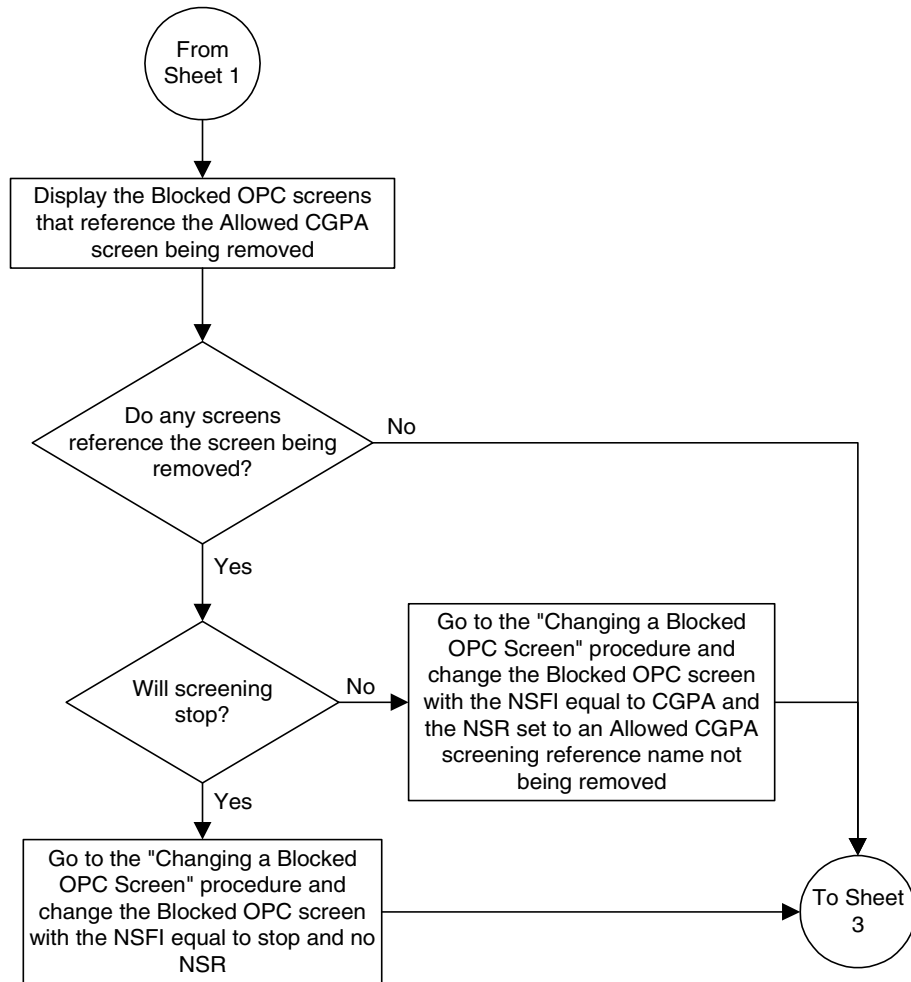 From
Sheet 1
Display the Blocked OPC screens
that reference the Allowed CGPA
screen being removed
Do any screens
reference the screen being
removed?
No
Yes
Will screening
stop?
No
Go to the "Changing a Blocked
OPC Screen" procedure and
change the Blocked OPC screen
with the NSFI equal to CGPA and
the NSR set to an Allowed CGPA
screening reference name not
being removed
Yes
Go to the "Changing a Blocked
OPC Screen" procedure and
change the Blocked OPC screen
with the NSFI equal to stop and no
NSR
To Sheet
3